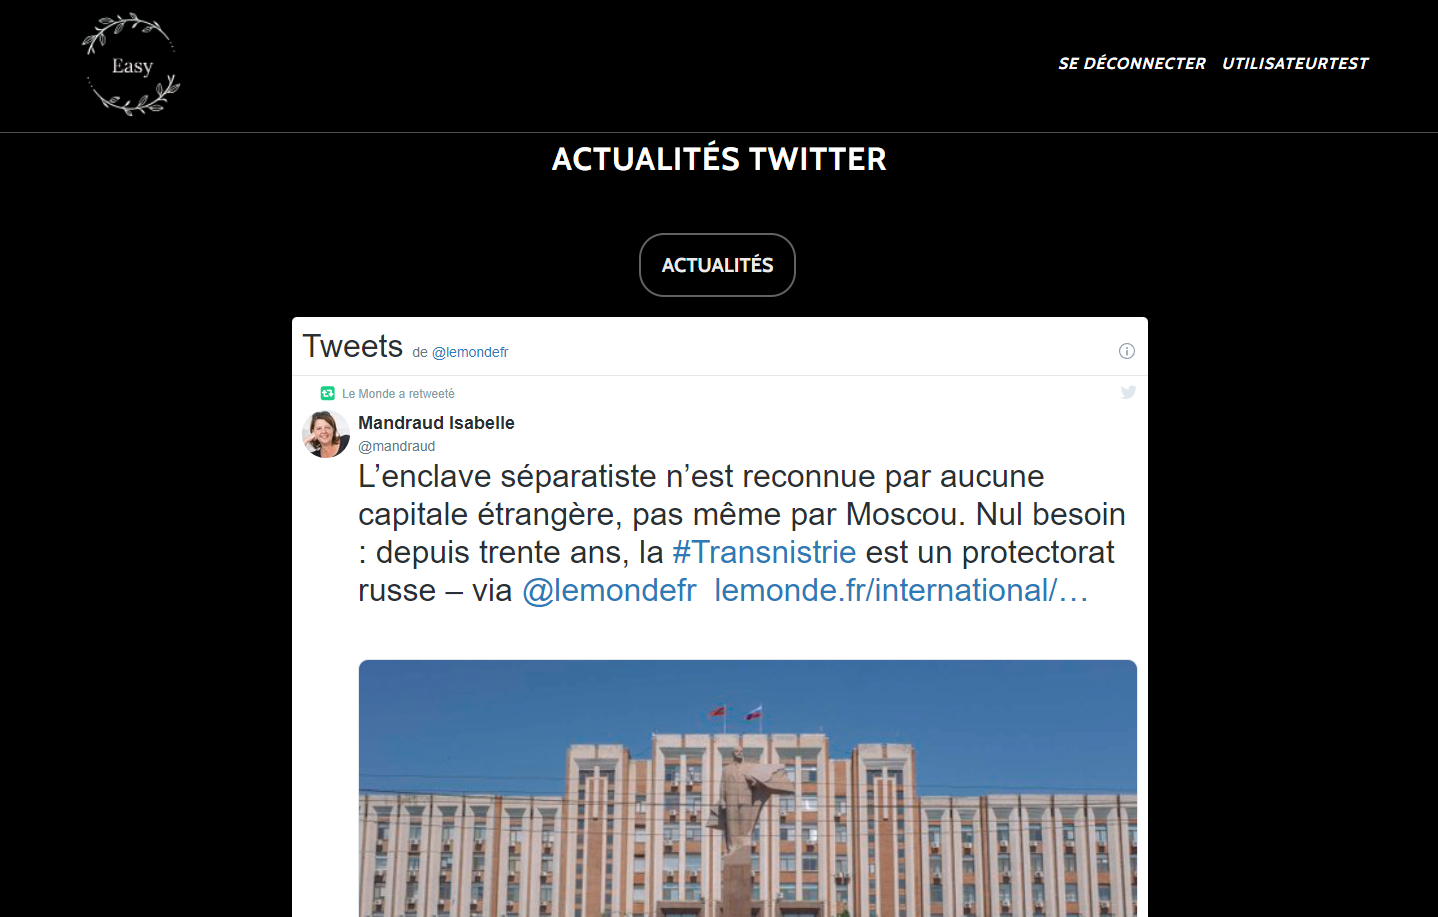 Easy
SE DÉCONNECTER UTILISATEURTEST
ACTUALITÉS TWITTER
ACTUALITÉS
Tweets de @lemondefr
Le Monde a retweeté
Mandraud Isabelle
@mandraud
L’enclave séparatiste n’est reconnue par aucune
capitale étrangère, pas même par Moscou. Nul besoin
: depuis trente ans, la #Transnistrie est un protectorat
russe – via @lemondefr lemonde.fr/international/…